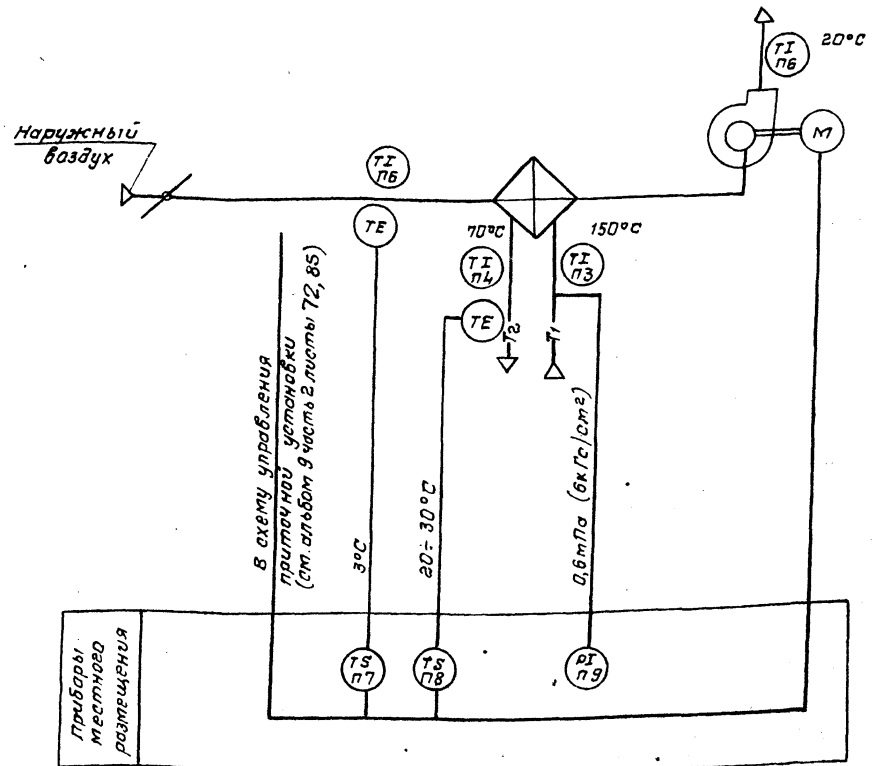 20°C
TI
П6
М
Наружный
воздух
TI
П6
TE
70°C
150°C
TI
П4
TI
П3
TE
T2
T1
В схему управления
приточной установки
(см. альбом 9 часть 2 листы 72, 85)
3°C
20÷30°C
0,6мПа (6кГс/см²)
Приборы
местного
размещения
TS
П7
TS
П8
PI
П9